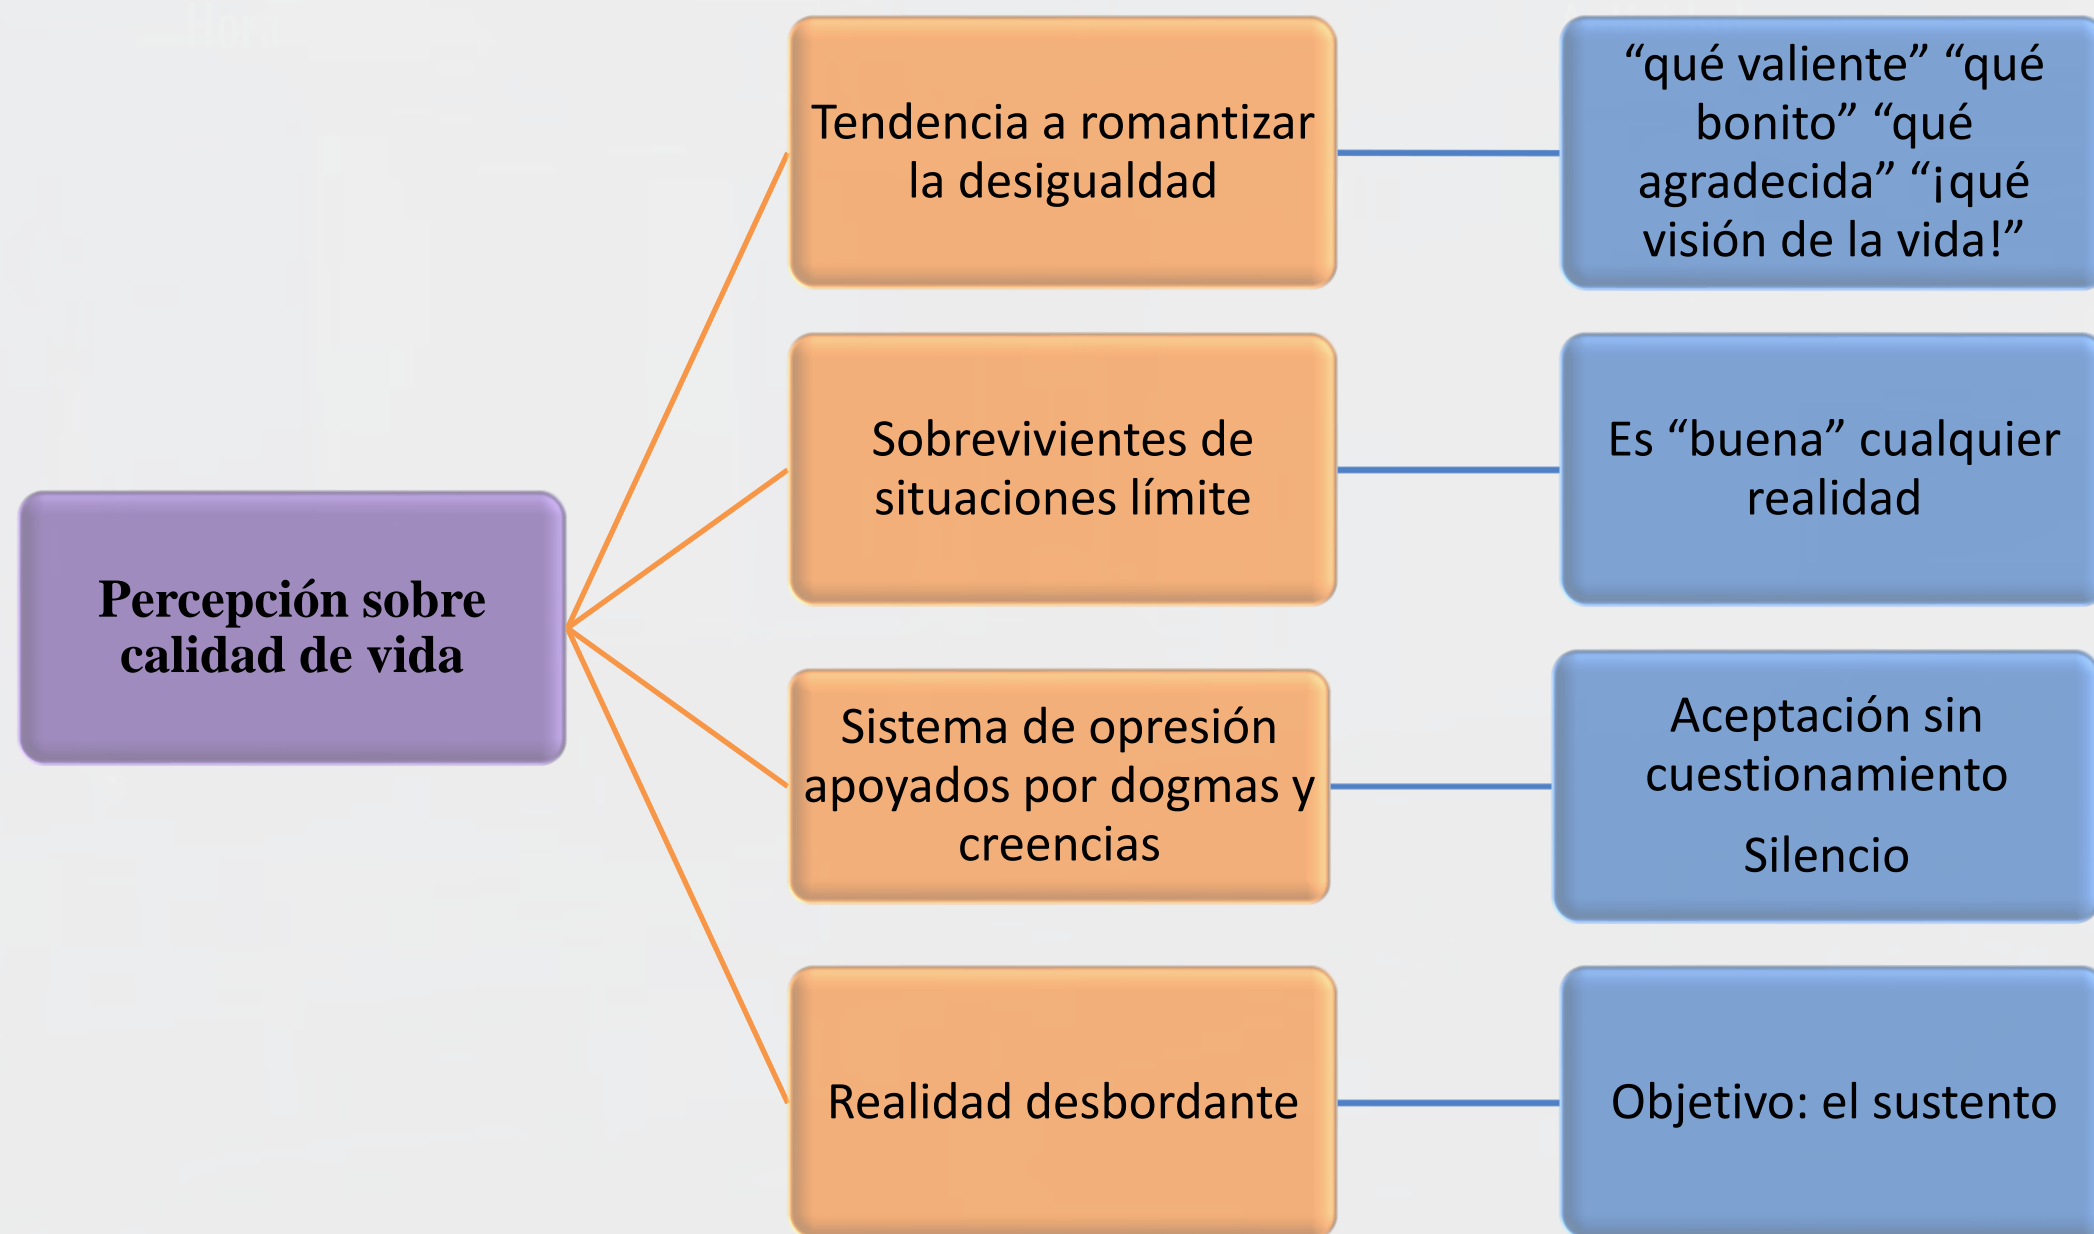 Percepción sobre
calidad de vida
Tendencia a romantizar
la desigualdad
“qué valiente” “qué
bonito” “qué
agradecida” “¡qué
visión de la vida!”
Sobrevivientes de
situaciones límite
Es “buena” cualquier
realidad
Sistema de opresión
apoyados por dogmas y
creencias
Aceptación sin
cuestionamiento
Silencio
Realidad desbordante
Objetivo: el sustento